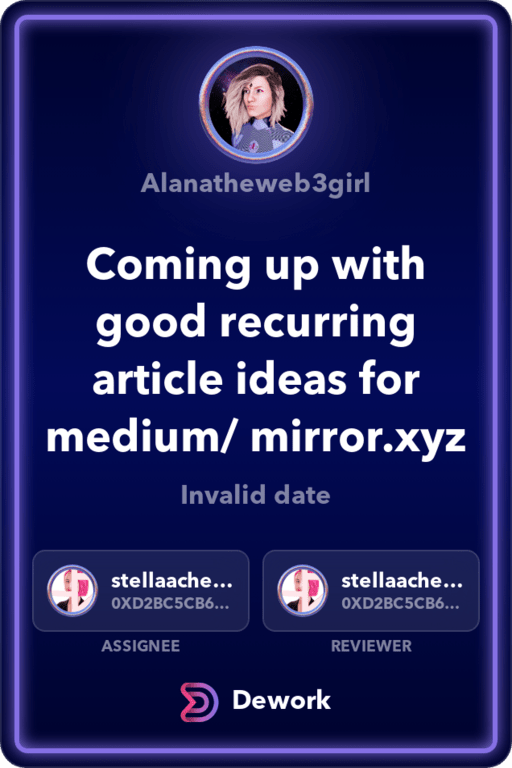 Alanatheweb3girl
Coming up with
good recurring
article ideas for
medium/ mirror.xyz
Invalid date
stellaache...
0XD2BC5CB6...
ASSIGNEE
stellaache...
0XD2BC5CB6...
REVIEWER
Dework